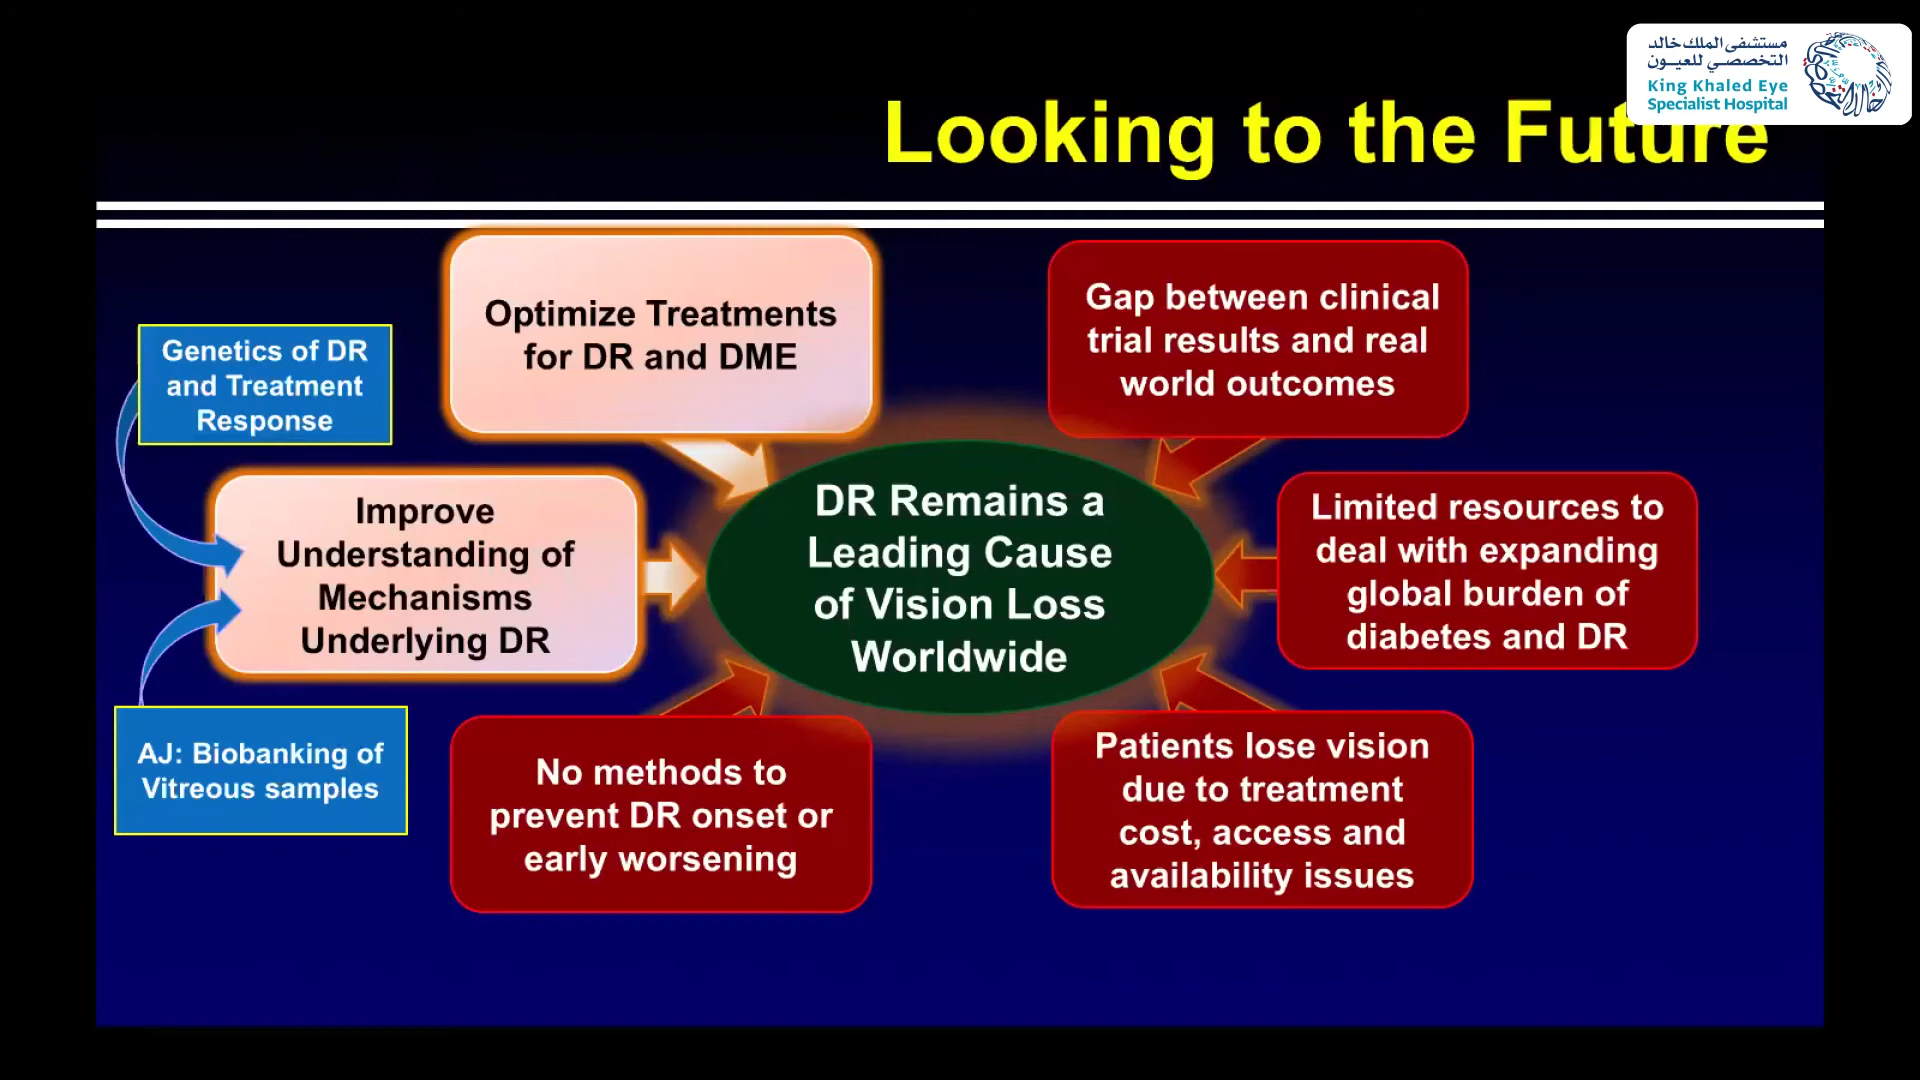 مستشفى الملك خالد
التخصصي للعيون
King Khaled Eye
Specialist Hospital
Looking to the Future
Optimize Treatments
for DR and DME
Gap between clinical
trial results and real
world outcomes
Genetics of DR
and Treatment
Response
Improve
Understanding of
Mechanisms
Underlying DR
DR Remains a
Leading Cause
of Vision Loss
Worldwide
Limited resources to
deal with expanding
global burden of
diabetes and DR
AJ: Biobanking of
Vitreous samples
No methods to
prevent DR onset or
early worsening
Patients lose vision
due to treatment
cost, access and
availability issues